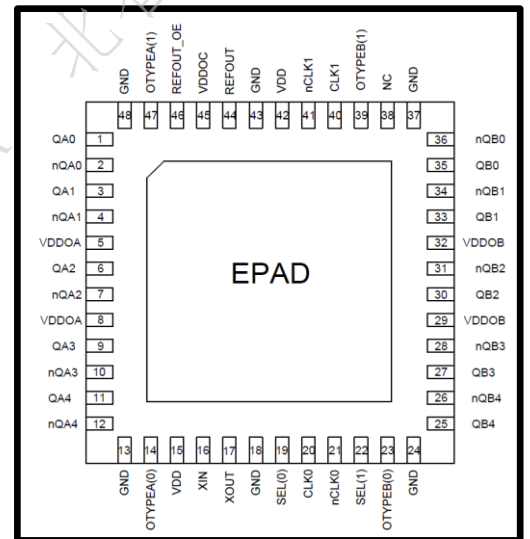 GND
OTYPEA(1)
REFOUT_OE
VDDOC
REFOUT
GND
VDD
nCLK1
CLK1
OTYPEB(1)
NC
GND
48 47 46 45 44 43 42 41 40 39 38 37
QA0 1
nQA0 2
QA1 3
nQA1 4
VDDOA 5
QA2 6
nQA2 7
VDDOA 8
QA3 9
nQA3 10
QA4 11
nQA4 12
EPAD
36 nQB0
35 QB0
34 nQB1
33 QB1
32 VDDOB
31 nQB2
30 QB2
29 VDDOB
28 nQB3
27 QB3
26 nQB4
25 QB4
13 14 15 16 17 18 19 20 21 22 23 24
GND
OTYPEA(0)
VDD
XIN
XOUT
GND
SEL(0)
CLK0
nCLK0
SEL(1)
OTYPEB(0)
GND